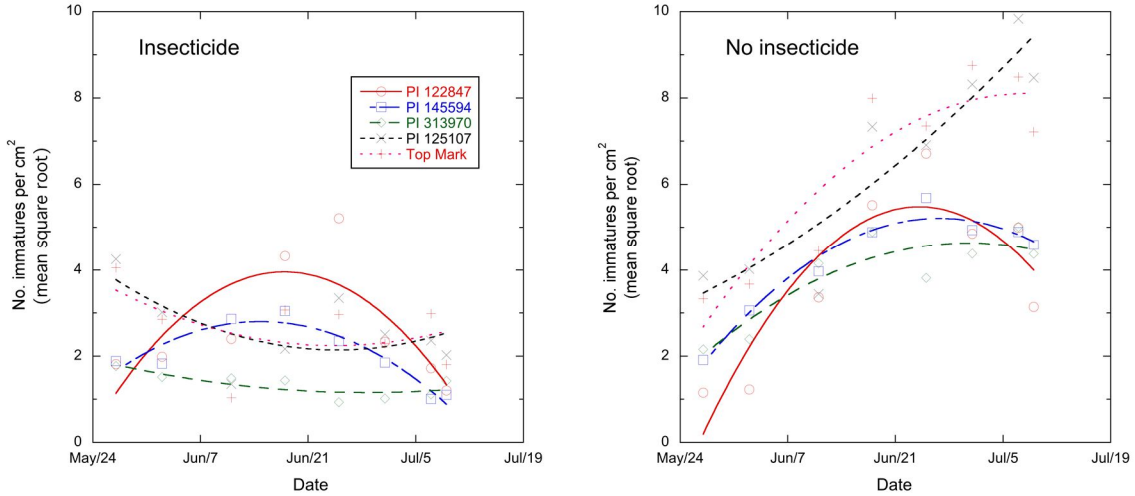 Insecticide
No. immatures per cm2
(mean square root)
10
8
6
4
2
0
PI 122847
PI 145594
PI 313970
PI 125107
Top Mark
May/24 Jun/7 Jun/21 Jul/5 Jul/19
Date
No insecticide
No. immatures per cm2
(mean square root)
10
8
6
4
2
0
May/24 Jun/7 Jun/21 Jul/5 Jul/19
Date